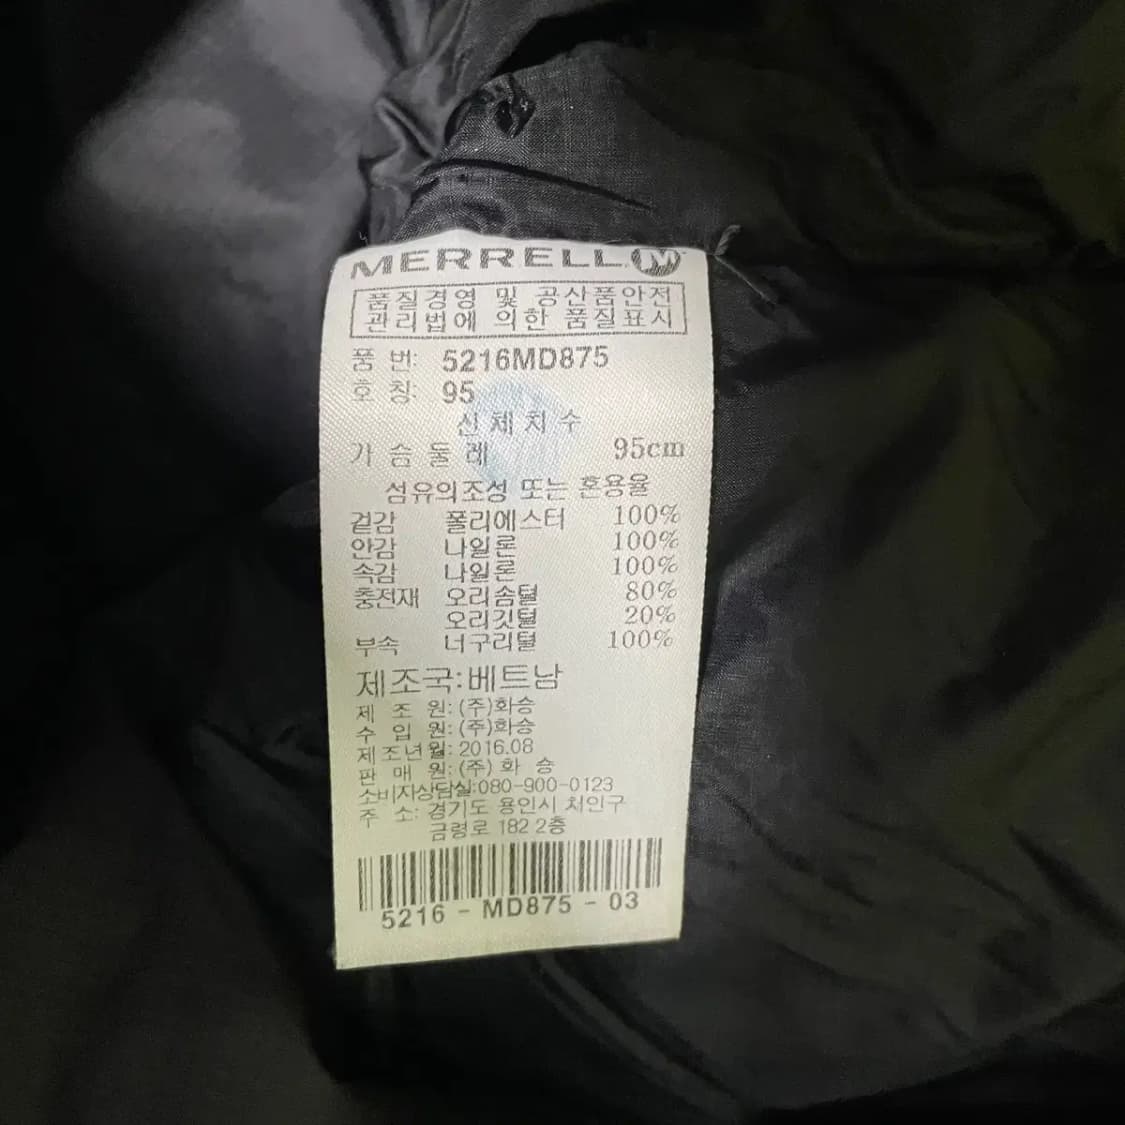 MERRELL M
품질경영 및 공산품안전
관리법에 의한 품질표시
품 번: 5216MD875
호 칭: 95
신체치수
가슴둘레 95cm
섬유의조성 또는 혼용율
겉감 폴리에스터 100%
안감 나일론 100%
속감 나일론 100%
충전재 오리솜털 80%
오리깃털 20%
부속 너구리털 100%
제조국:베트남
제 조 원: (주)화승
수 입 원: (주)화승
제조년월: 2016.08
판 매 원: (주) 화 승
소비자상담실:080-900-0123
주 소: 경기도 용인시 처인구
금령로 182 2층
5216 - MD875 - 03